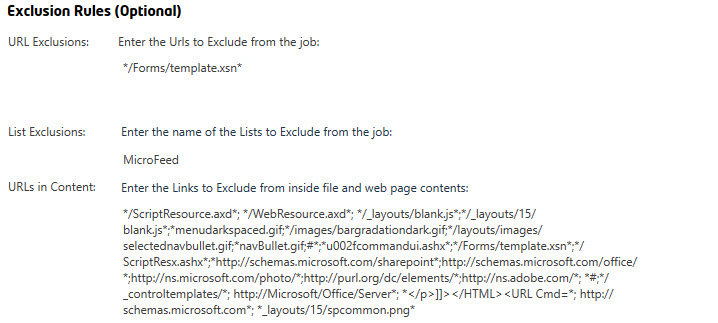 Exclusion Rules (Optional)
URL Exclusions: Enter the Urls to Exclude from the job:
*/Forms/template.xsn*
List Exclusions: Enter the name of the Lists to Exclude from the job:
MicroFeed
URLs in Content: Enter the Links to Exclude from inside file and web page contents:
*/ScriptResource.axd*; */WebResource.axd*; */_layouts/blank.js*;*/_layouts/15/
blank.js*;*menudarkspaced.gif;*/images/bargradationdark.gif;*/layouts/images/
selectednavbullet.gif;*navBullet.gif;#*;*u002fcommandui.ashx*;*/Forms/template.xsn*;*/
ScriptResx.ashx*;*http://schemas.microsoft.com/sharepoint*;http://schemas.microsoft.com/office/
*;http://ns.microsoft.com/photo/*;http://purl.org/dc/elements/*;http://ns.adobe.com/*; *#;*/
_controltemplates/*; http://Microsoft/Office/Server*; *</p>]]></HTML><URL Cmd=*; http://
schemas.microsoft.com*; *_layouts/15/spcommon.png*